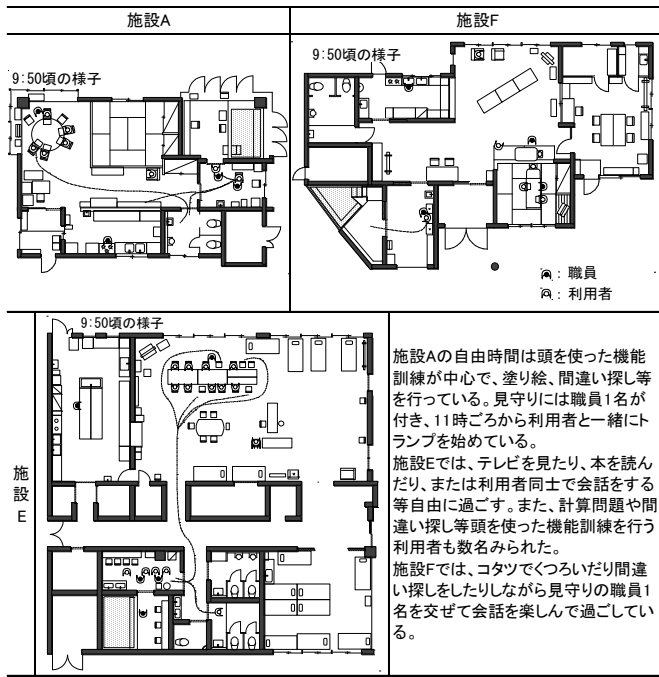 施設A
施設F
9:50頃の様子
9:50頃の様子
：職員
：利用者
施設E
9:50頃の様子
施設Aの自由時間は頭を使った機能
訓練が中心で、塗り絵、間違い探し等
を行っている。見守りには職員1名が
付き、11時ごろから利用者と一緒にト
ランプを始めている。
施設Eでは、テレビを見たり、本を読ん
だり、または利用者同士で会話をする
等自由に過ごす。また、計算問題や間
違い探し等頭を使った機能訓練を行う
利用者も数名みられた。
施設Fでは、コタツでくつろいだり間違
い探しをしたりしながら見守りの職員1
名を交ぜて会話を楽しんで過ごしてい
る。